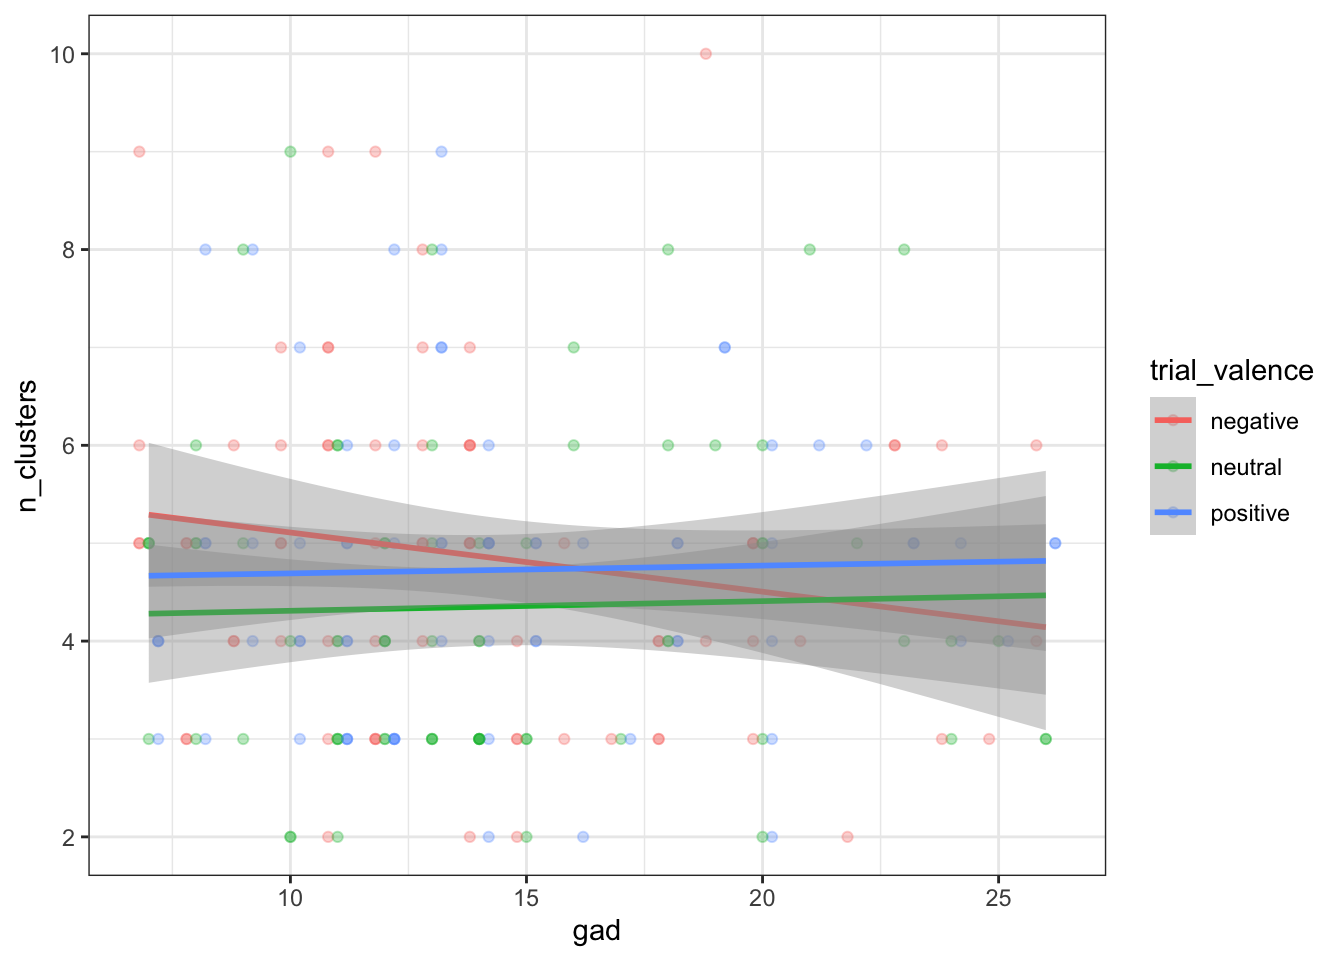 10
8
6
4
2
n_clusters
10 15 20 25
gad
trial_valence
negative
neutral
positive